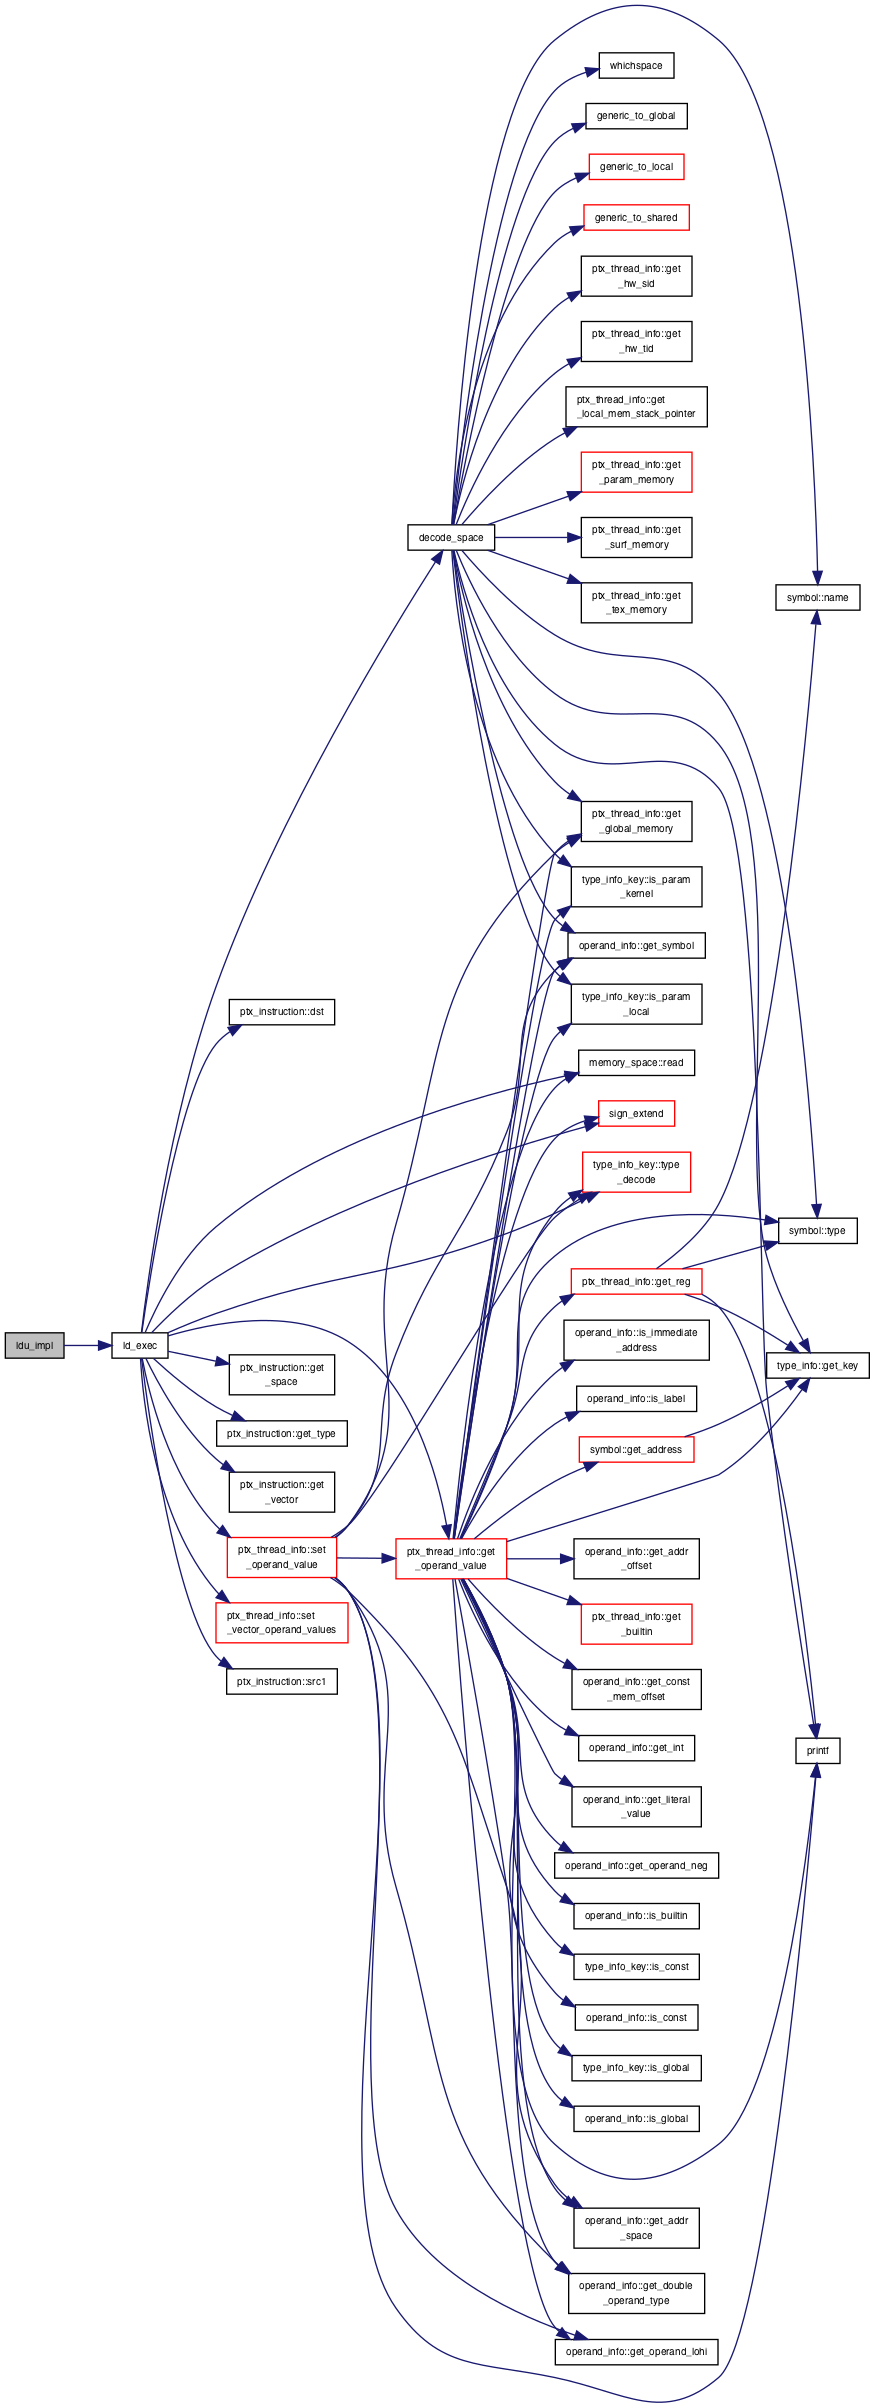 whichspace
generic_to_global
generic_to_local
generic_to_shared
ptx_thread_info::get
_hw_sid
ptx_thread_info::get
_hw_tid
ptx_thread_info::get
_local_mem_stack_pointer
ptx_thread_info::get
_param_memory
decode_space
ptx_thread_info::get
_surf_memory
ptx_thread_info::get
_tex_memory
symbol::name
ptx_thread_info::get
_global_memory
type_info_key::is_param
_kernel
operand_info::get_symbol
type_info_key::is_param
_local
ptx_instruction::dst
memory_space::read
sign_extend
type_info_key::type
_decode
symbol::type
ptx_thread_info::get_reg
ldu_impl
ld_exec
operand_info::is_immediate
_address
type_info::get_key
ptx_instruction::get
_space
operand_info::is_label
ptx_instruction::get_type
symbol::get_address
ptx_instruction::get
_vector
ptx_thread_info::set
_operand_value
ptx_thread_info::get
_operand_value
operand_info::get_addr
_offset
ptx_thread_info::set
_vector_operand_values
ptx_thread_info::get
_builtin
ptx_instruction::src1
operand_info::get_const
_mem_offset
operand_info::get_int
printf
operand_info::get_literal
_value
operand_info::get_operand_neg
operand_info::is_builtin
type_info_key::is_const
operand_info::is_const
type_info_key::is_global
operand_info::is_global
operand_info::get_addr
_space
operand_info::get_double
_operand_type
operand_info::get_operand_lohi